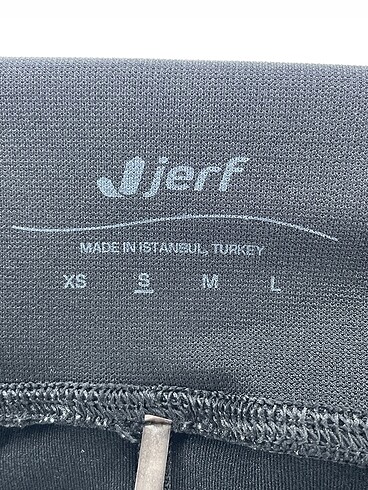 jerf
MADE IN ISTANBUL, TURKEY
XS S M L